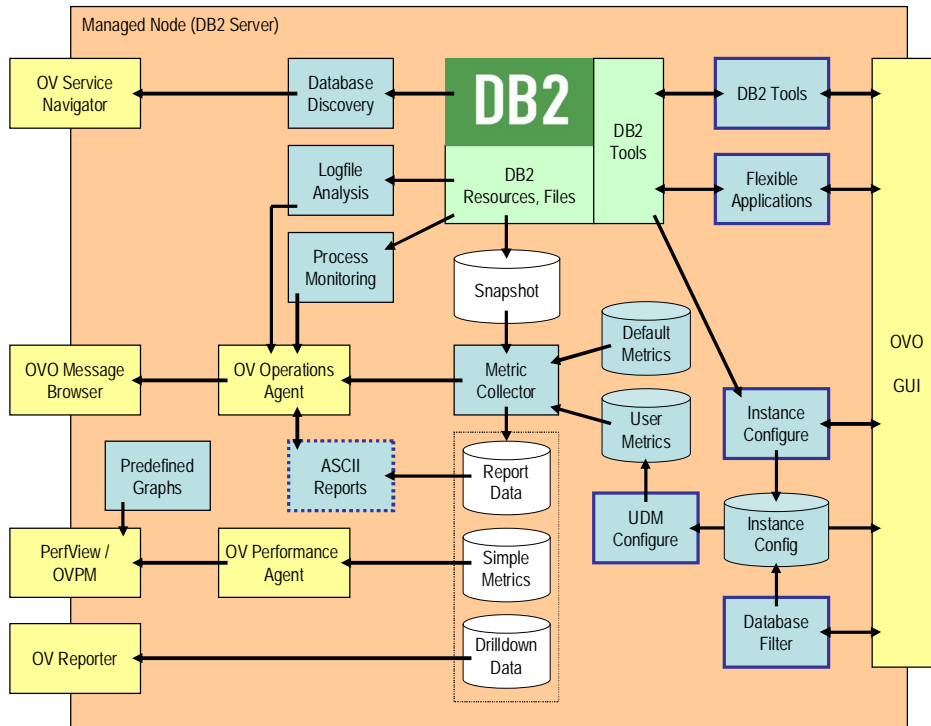 Managed Node (DB2 Server)
OV Service
Navigator
Database
Discovery
DB2
DB2
Tools
DB2 Tools
Logfile
Analysis
DB2
Resources, Files
Flexible
Applications
Process
Monitoring
Snapshot
Default
Metrics
OVO
GUI
OVO Message
Browser
OV Operations
Agent
Metric
Collector
User
Metrics
Instance
Configure
Predefined
Graphs
ASCII
Reports
Report
Data
UDM
Configure
Instance
Config
PerfView /
OVPM
OV Performance
Agent
Simple
Metrics
Database
Filter
OV Reporter
Drilldown
Data